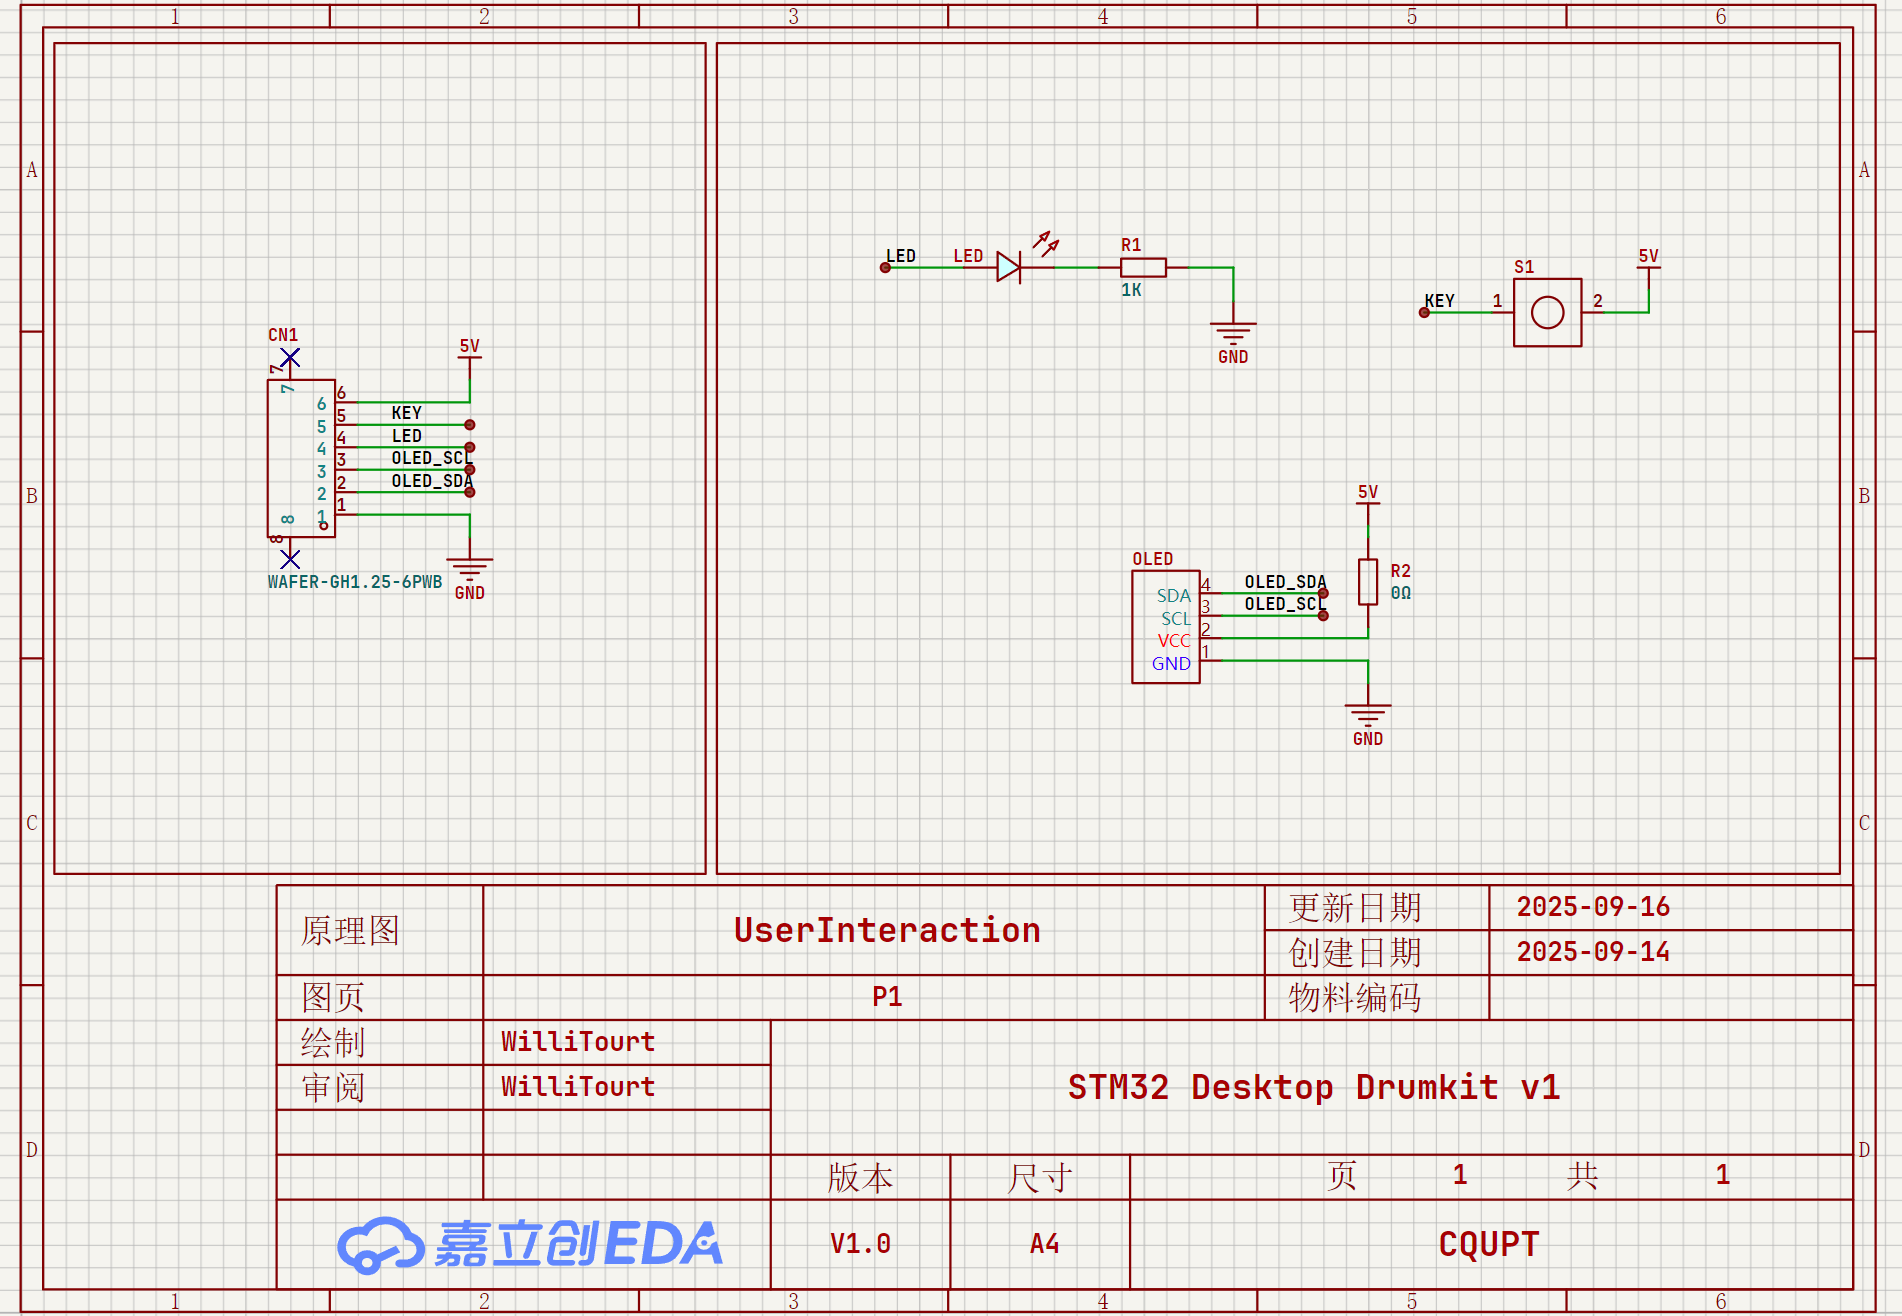 1 2 3 4 5 6
A A
LED LED R1
1K
GND
S1
KEY 1 2
5V
CN1
7
7
5V
6 6
5 5 KEY
4 4 LED
3 3 OLED_SCL
2 2 OLED_SDA
1 1
8
8
WAFER-GH1.25-6PWB
GND
B B
5V
OLED
R2
0Ω
SDA 4 OLED_SDA
SCL 3 OLED_SCL
VCC 2
GND 1
GND
C C
原理图 UserInteraction
更新日期 2025-09-16
创建日期 2025-09-14
图页 P1
物料编码
绘制 WilliTourt
审阅 WilliTourt
STM32 Desktop Drumkit v1
D D
版本 尺寸 页 1 共 1
嘉立创EDA
V1.0 A4 CQUPT
1 2 3 4 5 6